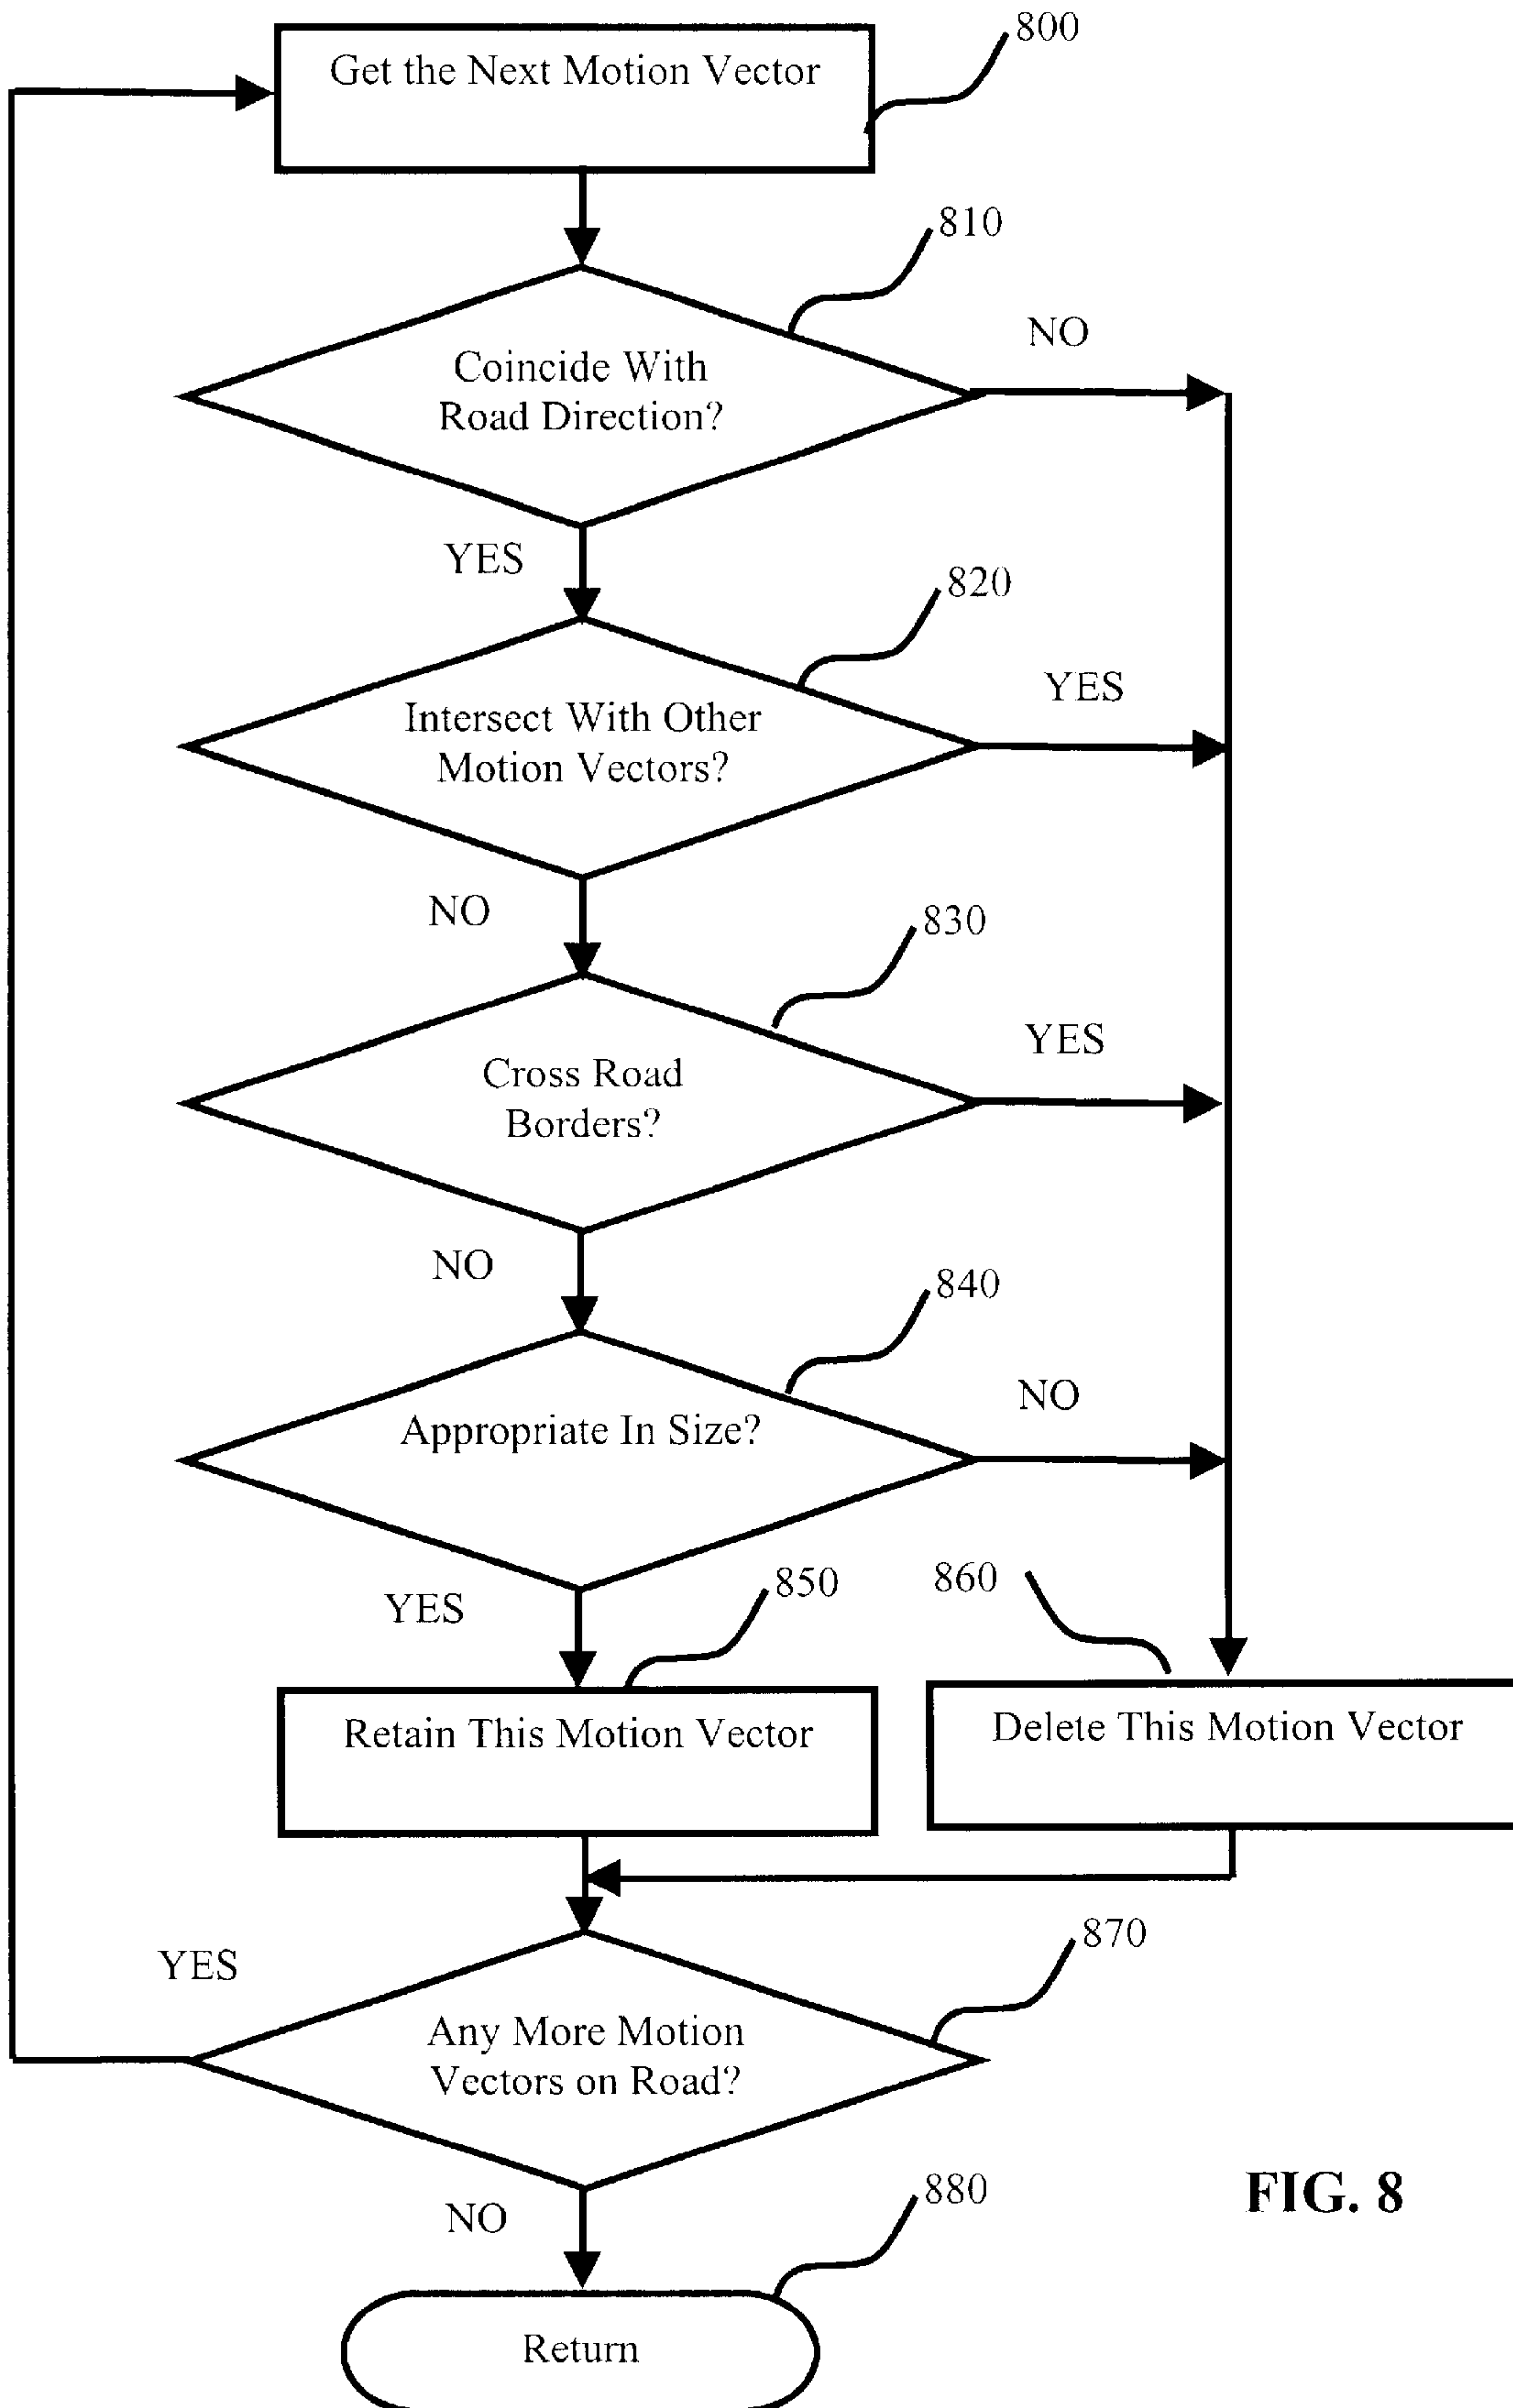 800
Get the Next Motion Vector
810
NO
Coincide With
Road Direction?
YES
820
YES
Intersect With Other
Motion Vectors?
NO
830
YES
Cross Road
Borders?
NO
840
NO
Appropriate In Size?
YES
850
860
Retain This Motion Vector
Delete This Motion Vector
870
YES
Any More Motion
Vectors on Road?
NO
880
FIG. 8
Return